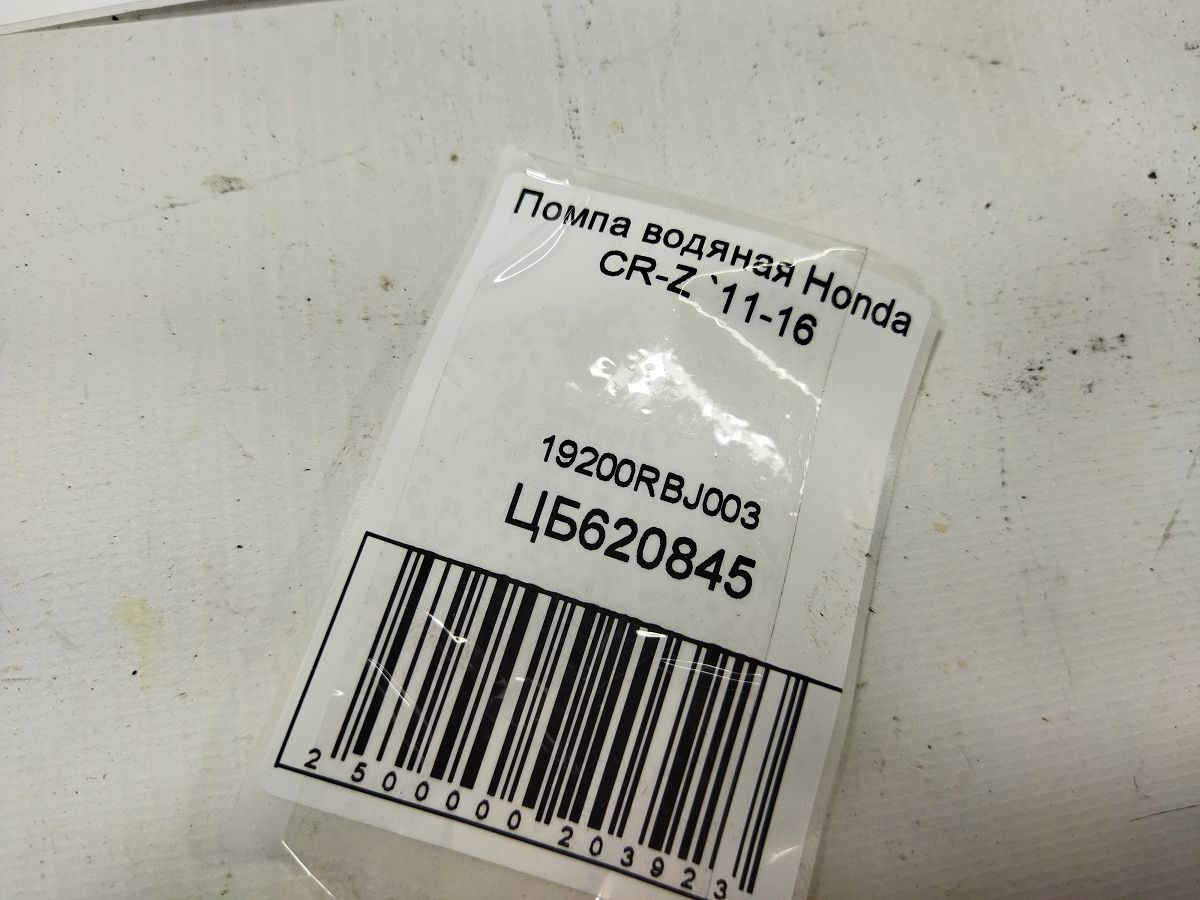 Помпа водяная Honda
CR-Z `11-16
19200RBJ003
ЦБ620845
2 500000 203923